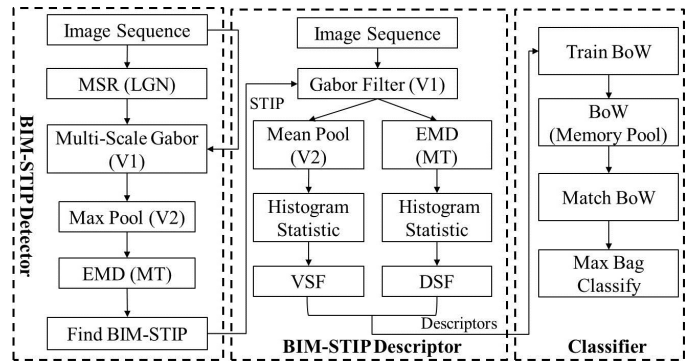 Image Sequence
MSR (LGN)
Multi-Scale Gabor
(V1)
Max Pool (V2)
EMD (MT)
Find BIM-STIP
BIM-STIP Detector
STIP
Image Sequence
Gabor Filter (V1)
Mean Pool
(V2)
EMD
(MT)
Histogram
Statistic
Histogram
Statistic
VSF
DSF
Descriptors
BIM-STIP Descriptor
Train BoW
BoW
(Memory Pool)
Match BoW
Max Bag
Classify
Classifier